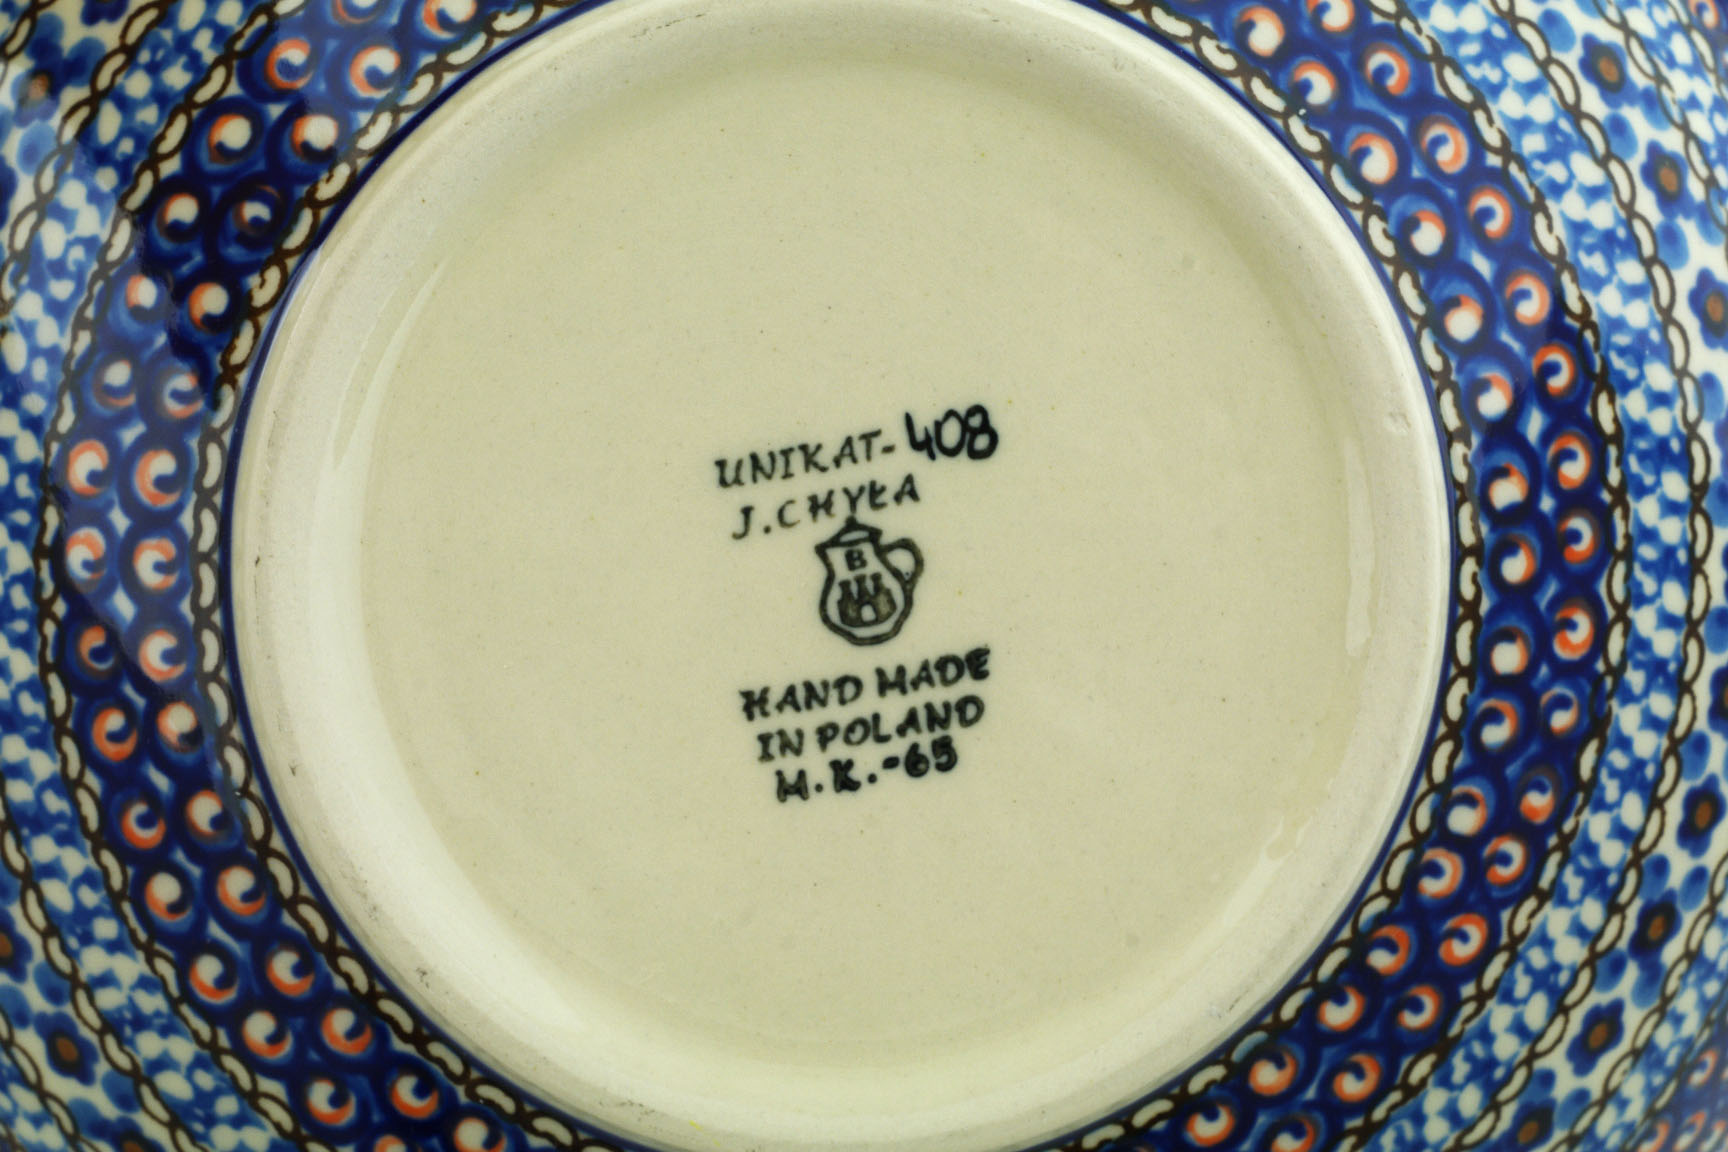 UNIKAT-408
J.CHYŁA
B
HAND MADE
IN POLAND
M.K.-65